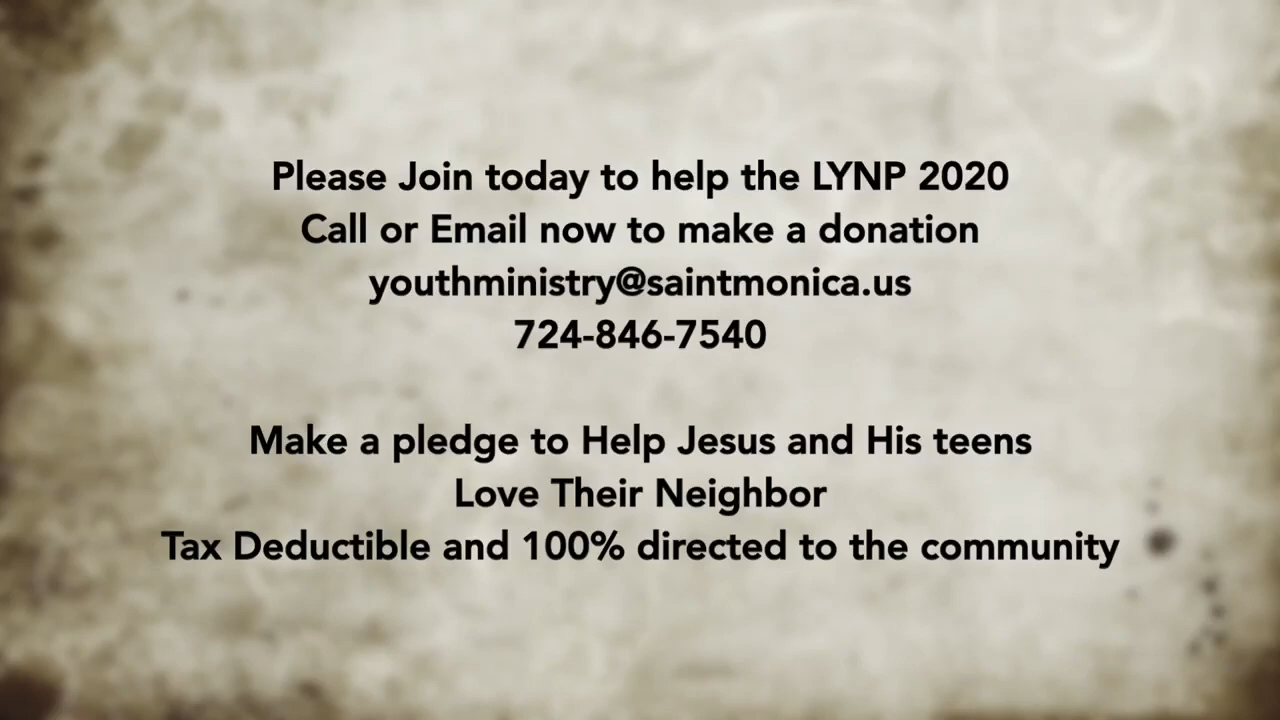 Please Join today to help the LYNP 2020
Call or Email now to make a donation
youthministry@saintmonica.us
724-846-7540
Make a pledge to Help Jesus and His teens
Love Their Neighbor
Tax Deductible and 100% directed to the community